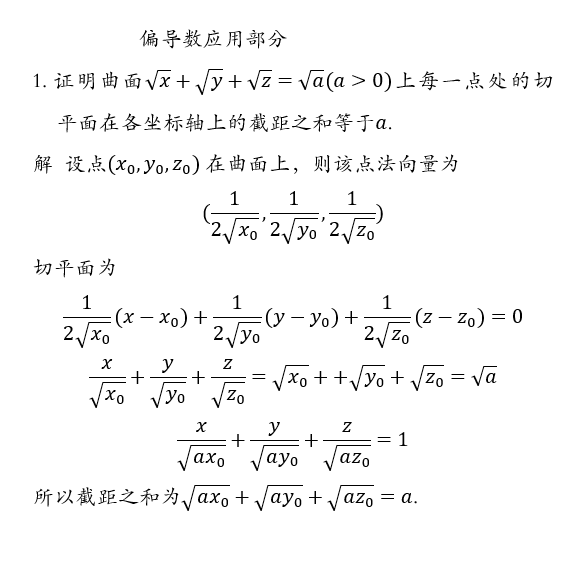 偏导数应用部分
1. 证明曲面√x + √y + √z = √a(a > 0)上每一点处的切
平面在各坐标轴上的截距之和等于a.
解 设点(x₀, y₀, z₀) 在曲面上，则该点法向量为
(1/(2√x₀), 1/(2√y₀), 1/(2√z₀))
切平面为
1/(2√x₀) (x − x₀) + 1/(2√y₀) (y − y₀) + 1/(2√z₀) (z − z₀) = 0
x/√x₀ + y/√y₀ + z/√z₀ = √x₀ + +√y₀ + √z₀ = √a
x/√(ax₀) + y/√(ay₀) + z/√(az₀) = 1
所以截距之和为√(ax₀) + √(ay₀) + √(az₀) = a.